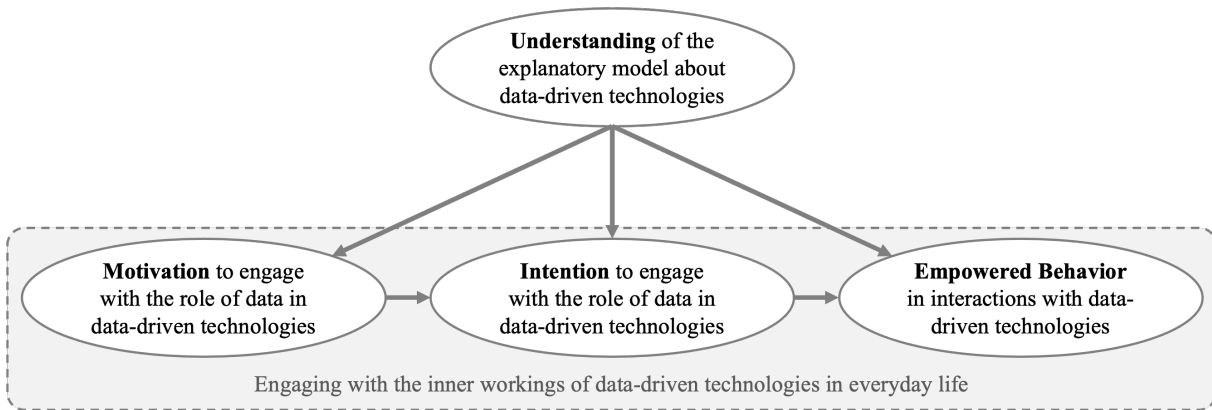 Understanding of the
explanatory model about
data-driven technologies
Motivation to engage
with the role of data in
data-driven technologies
Intention to engage
with the role of data in
data-driven technologies
Empowered Behavior
in interactions with data-
driven technologies
Engaging with the inner workings of data-driven technologies in everyday life